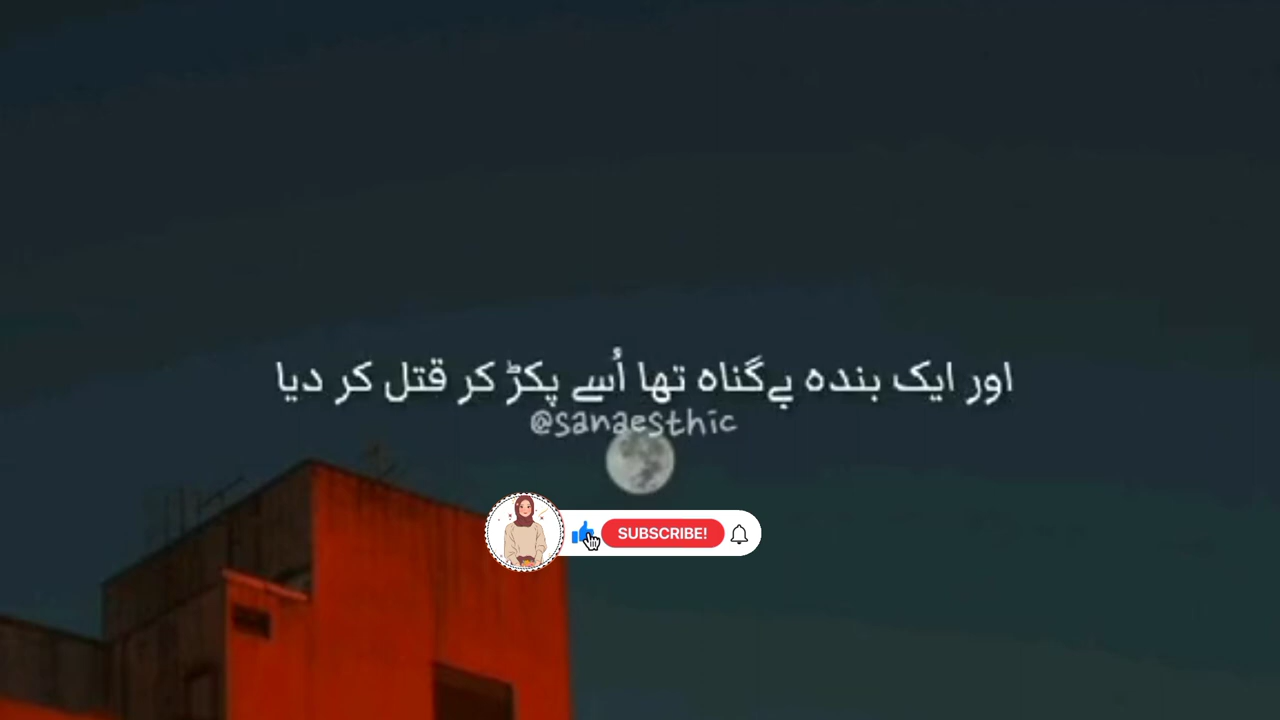 اور ایک بندہ بےگناہ تھا اُسے پکڑ کر قتل کر دیا
@sanaesthic
SUBSCRIBE!